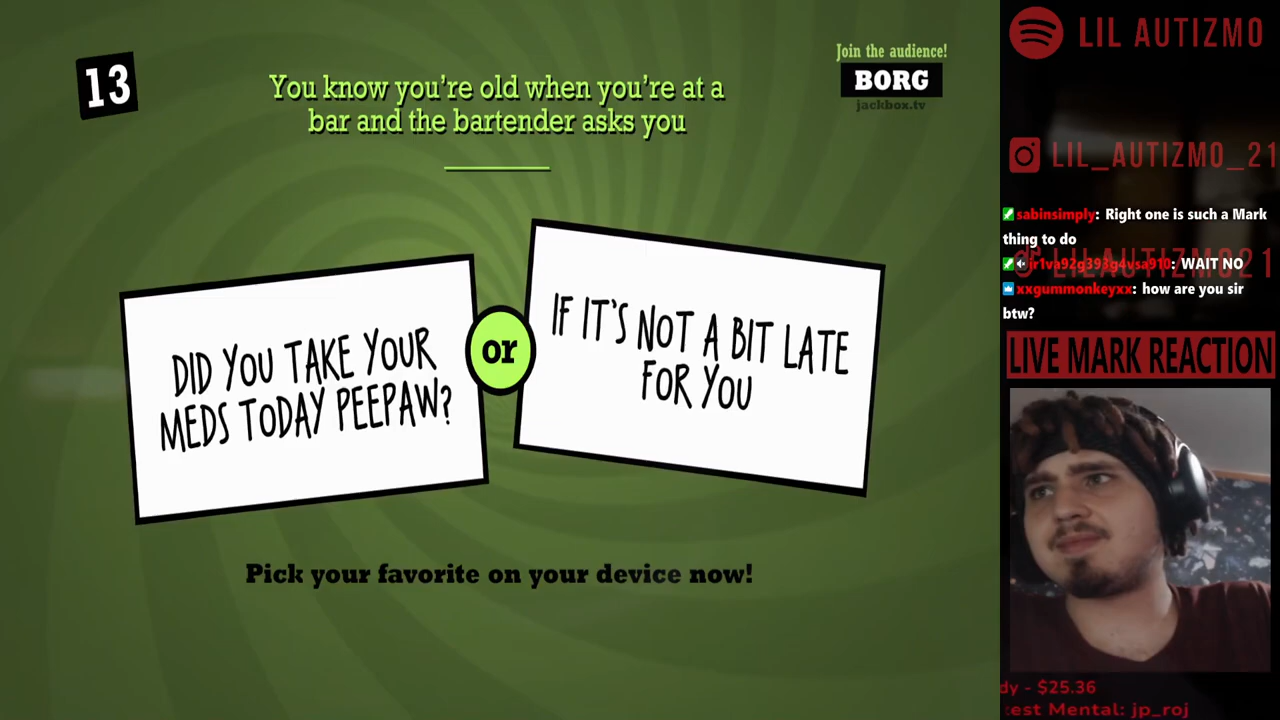 13
You know you're old when you're at a
bar and the bartender asks you
Join the audience!
BORG
jackbox.tv
DID YOU TAKE YOUR
MEDS TODAY PEEPAW?
or
IF IT'S NOT A BIT LATE
FOR YOU
Pick your favorite on your device now!
LIL AUTIZMO
LIL_AUTIZMO_21
sabinsimply: Right one is such a Mark
thing to do
WAIT NO
xxgummonkeyxx: how are you sir
btw?
LIVE MARK REACTION
dy - $25.36
test Mental: jp_roj